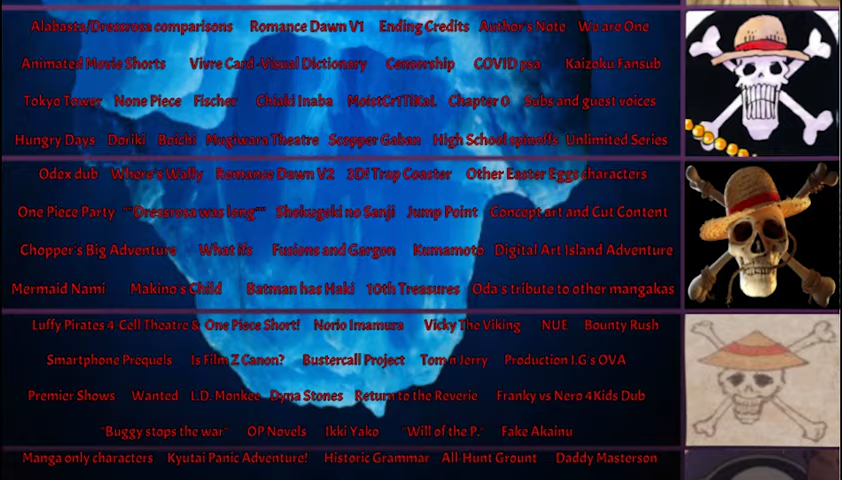 Alabasta/Dressrosa comparisons Romance Dawn V1 Ending Credits Author's Note We are One
Animated Movie Shorts Vivre Card-Visual Dictionary Censorship COVID psa Kaizoku Fansub
Tokyo Tower None Piece Fischer Chiaki Inaba MoistCr1TiKaL Chapter 0 Subs and guest voices
Hungry Days Doriki Boichi Mugiwara Theatre Scopper Gaban High School spinoffs Unlimited Series
Odex dub Where's Wally Romance Dawn V2 2D! Trap Coaster Other Easter Eggs characters
One Piece Party ""Dressrosa was long"" Shokugeki no Sanji Jump Point Concept art and Cut Content
Chopper's Big Adventure What ifs Fusions and Gargon Kumamoto Digital Art Island Adventure
Mermaid Nami Makino's Child Batman has Haki 10th Treasures Oda's tribute to other mangakas
Luffy Pirates 4-Cell Theatre & One Piece Short! Norio Imamura Vicky The Viking NUE Bounty Rush
Smartphone Prequels Is Film Z Canon? Bustercall Project Tom n Jerry Production I.G's OVA
Premier Shows Wanted L.D. Monkee Dyna Stones Return to the Reverie Franky vs Nero 4Kids Dub
"Buggy stops the war" OP Novels Ikki Yako "Will of the P." Fake Akainu
Manga only characters Kyutai Panic Adventure! Historic Grammar All Hunt Grount Daddy Masterson